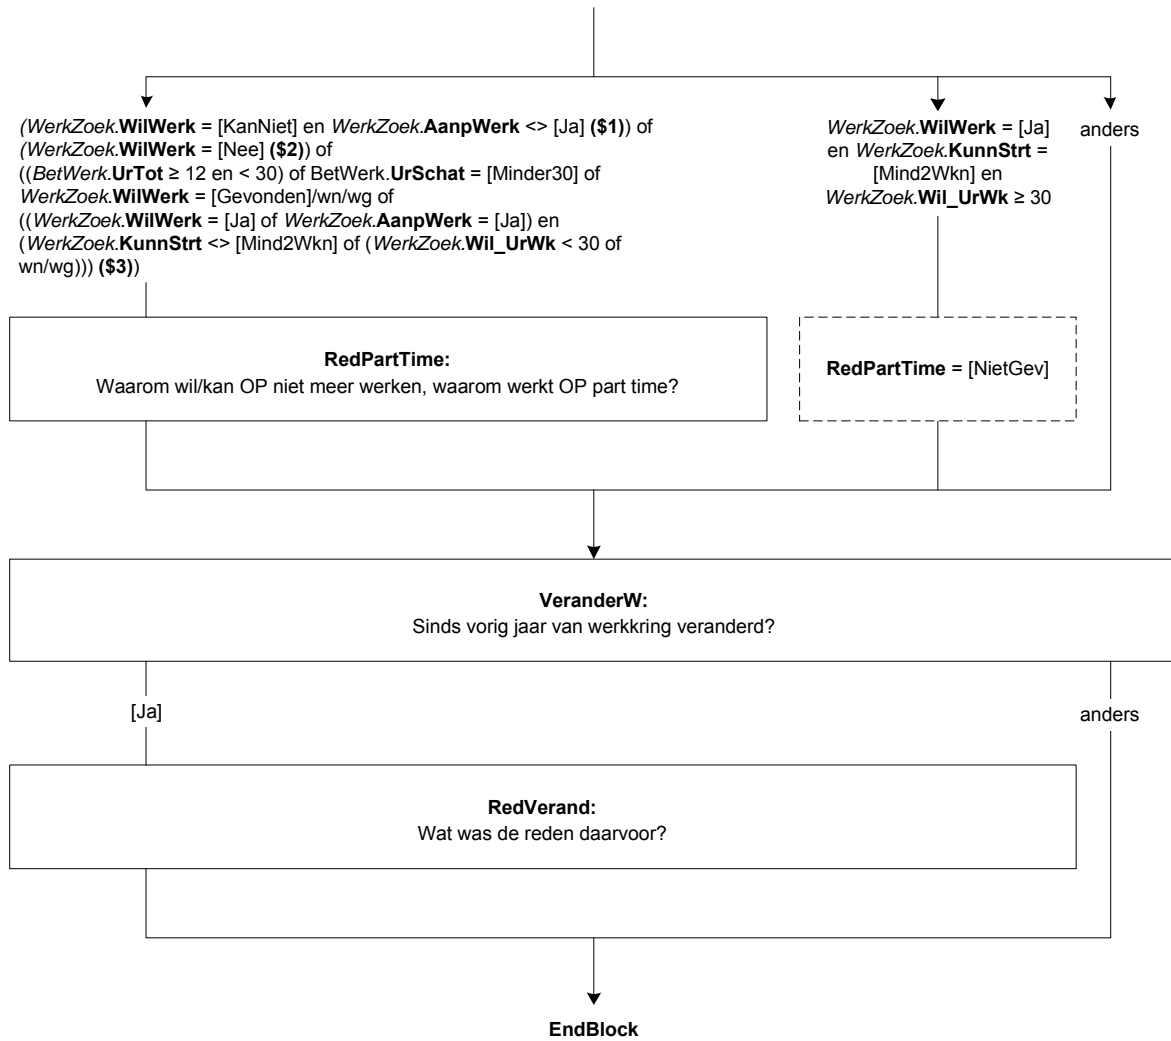 (WerkZoek.WilWerk = [KanNiet] en WerkZoek.AanpWerk <> [Ja] ($1)) of
(WerkZoek.WilWerk = [Nee] ($2)) of
((BetWerk.UrTot ≥ 12 en < 30) of BetWerk.UrSchat = [Minder30] of
WerkZoek.WilWerk = [Gevonden]/wn/wg of
((WerkZoek.WilWerk = [Ja] of WerkZoek.AanpWerk = [Ja]) en
(WerkZoek.KunnStrt <> [Mind2Wkn] of (WerkZoek.Wil_UrWk < 30 of
wn/wg))) ($3))
WerkZoek.WilWerk = [Ja]
en WerkZoek.KunnStrt =
[Mind2Wkn] en
WerkZoek.Wil_UrWk ≥ 30
anders
RedPartTime:
Waarom wil/kan OP niet meer werken, waarom werkt OP part time?
RedPartTime = [NietGev]
VeranderW:
Sinds vorig jaar van werkkring veranderd?
[Ja]
anders
RedVerand:
Wat was de reden daarvoor?
EndBlock